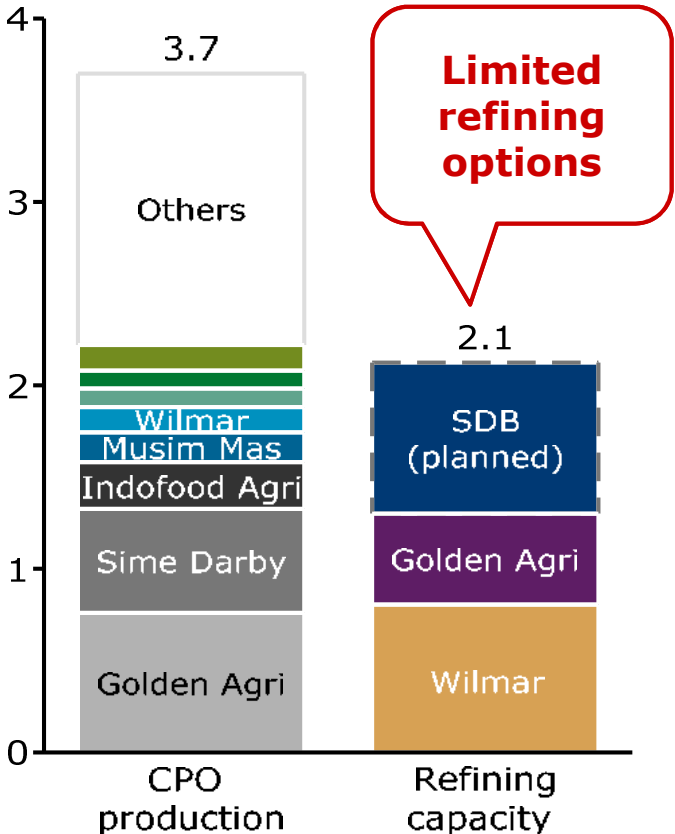 4
3
2
1
0
3.7
Others
Wilmar
Musim Mas
Indofood Agri
Sime Darby
Golden Agri
CPO
production
Limited
refining
options
2.1
SDB
(planned)
Golden Agri
Wilmar
Refining
capacity